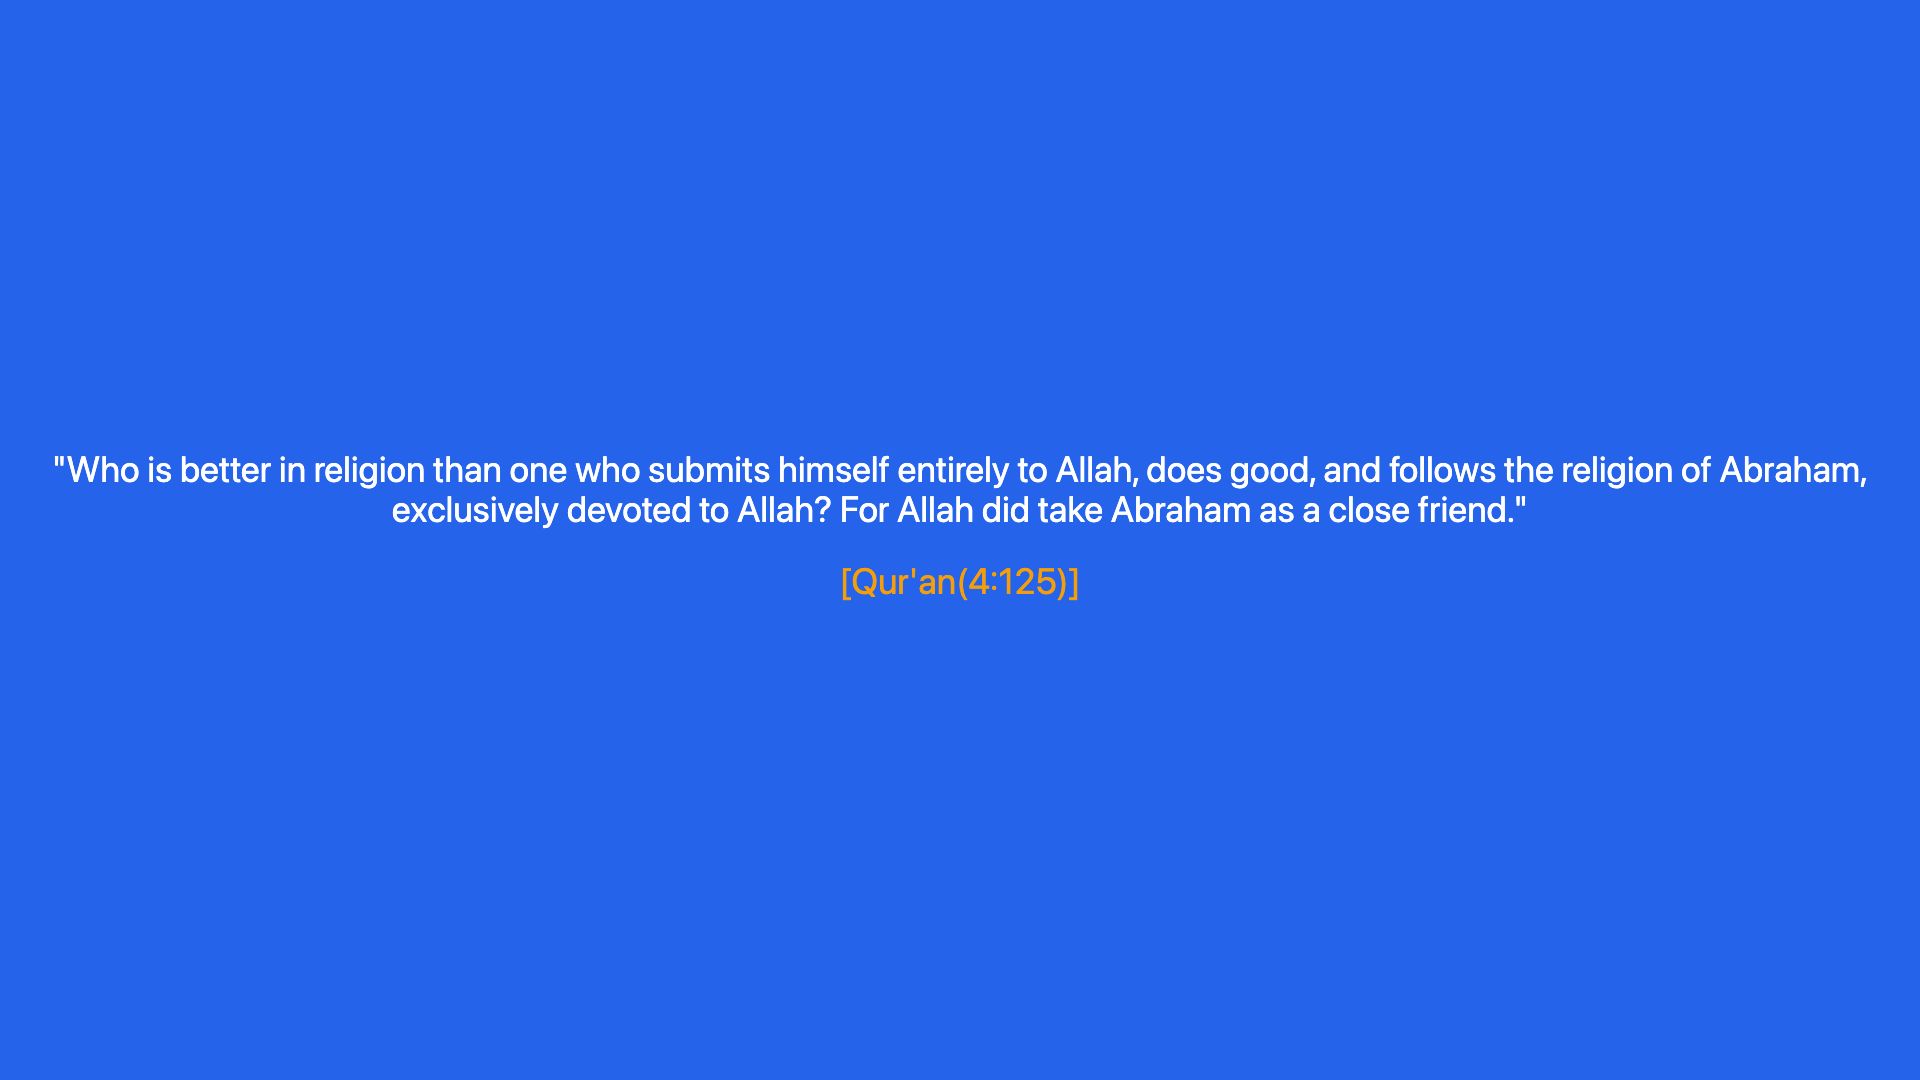 "Who is better in religion than one who submits himself entirely to Allah, does good, and follows the religion of Abraham,
exclusively devoted to Allah? For Allah did take Abraham as a close friend."
[Qur'an(4:125)]